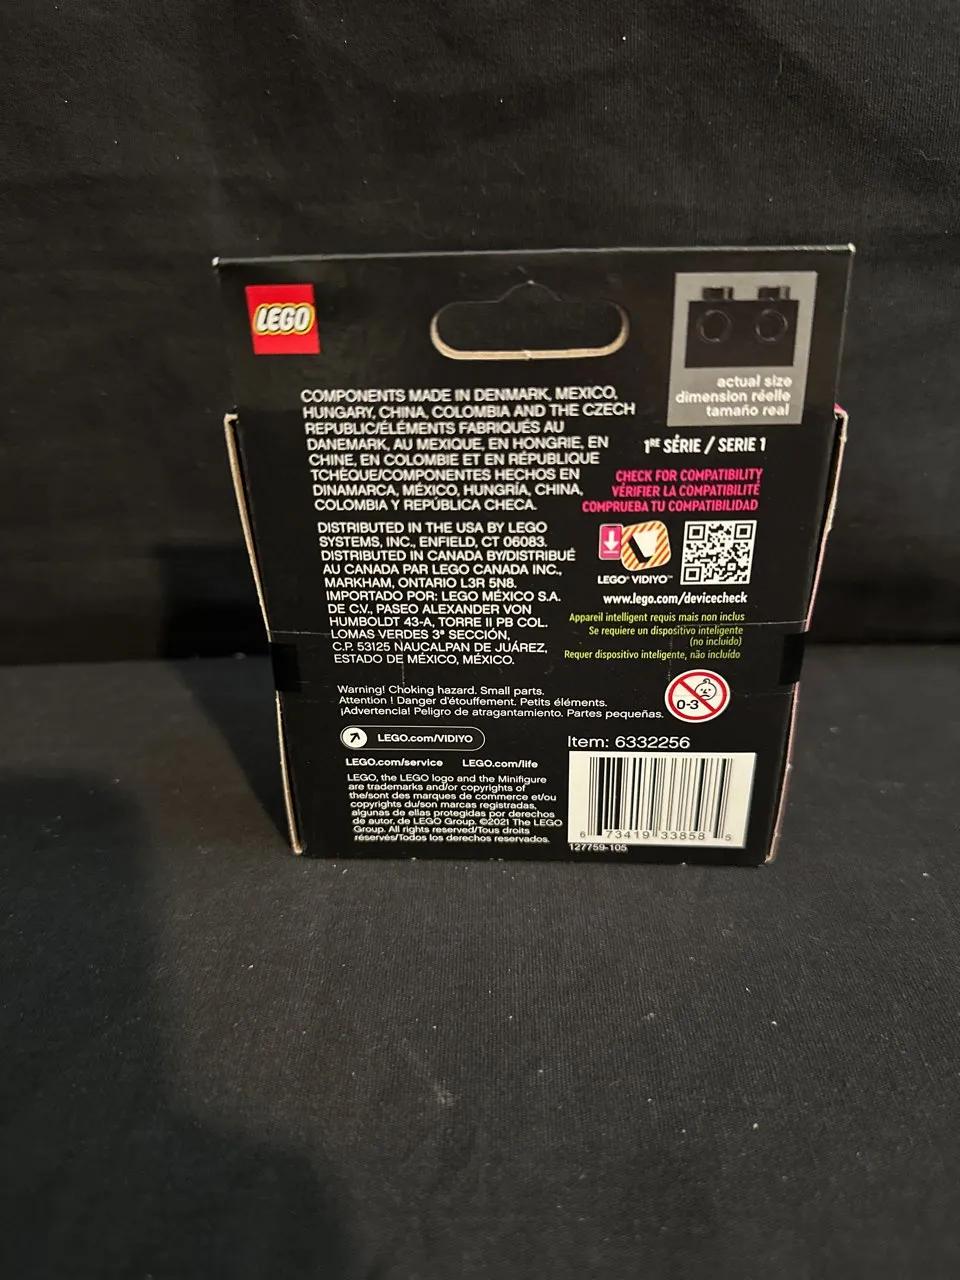 LEGO
actual size
dimension réelle
tamaño real
COMPONENTS MADE IN DENMARK, MEXICO,
HUNGARY, CHINA, COLOMBIA AND THE CZECH
REPUBLIC/ÉLÉMENTS FABRIQUÉS AU
DANEMARK, AU MEXIQUE, EN HONGRIE, EN
CHINE, EN COLOMBIE ET EN RÉPUBLIQUE
TCHÈQUE/COMPONENTES HECHOS EN
DINAMARCA, MÉXICO, HUNGRÍA, CHINA,
COLOMBIA Y REPÚBLICA CHECA.
1RE SÉRIE / SERIE 1
CHECK FOR COMPATIBILITY
VÉRIFIER LA COMPATIBILITÉ
COMPRUEBA TU COMPATIBILIDAD
LEGO® VIDIYO™
www.lego.com/devicecheck
Appareil intelligent requis mais non inclus
Se requiere un dispositivo inteligente
(no incluido)
Requer dispositivo inteligente, não incluído
DISTRIBUTED IN THE USA BY LEGO
SYSTEMS, INC., ENFIELD, CT 06083.
DISTRIBUTED IN CANADA BY/DISTRIBUÉ
AU CANADA PAR LEGO CANADA INC.,
MARKHAM, ONTARIO L3R 5N8.
IMPORTADO POR: LEGO MÉXICO S.A.
DE C.V., PASEO ALEXANDER VON
HUMBOLDT 43-A, TORRE II PB COL.
LOMAS VERDES 3ª SECCIÓN,
C.P. 53125 NAUCALPAN DE JUÁREZ,
ESTADO DE MÉXICO, MÉXICO.
Warning! Choking hazard. Small parts.
Attention ! Danger d'étouffement. Petits éléments.
¡Advertencia! Peligro de atragantamiento. Partes pequeñas.
0-3
LEGO.com/VIDIYO
LEGO.com/service LEGO.com/life
LEGO, the LEGO logo and the Minifigure
are trademarks and/or copyrights of
the/sont des marques de commerce et/ou
copyrights du/son marcas registradas,
algunas de ellas protegidas por derechos
de autor, de LEGO Group. ©2021 The LEGO
Group. All rights reserved/Tous droits
réservés/Todos los derechos reservados.
Item: 6332256
6 73419 33858 5
127759-105